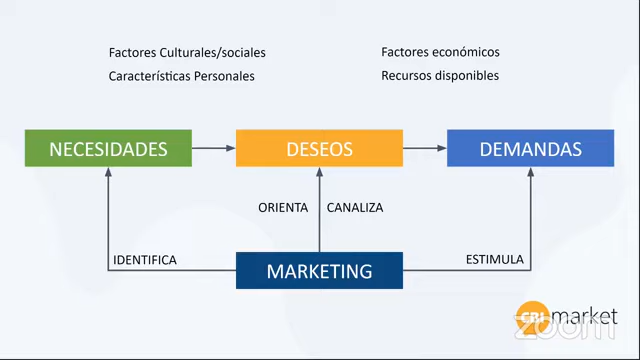 Factores Culturales/sociales
Características Personales
Factores económicos
Recursos disponibles
NECESIDADES
DESEOS
DEMANDAS
ORIENTA
CANALIZA
IDENTIFICA
MARKETING
ESTIMULA
CRI market
zoom